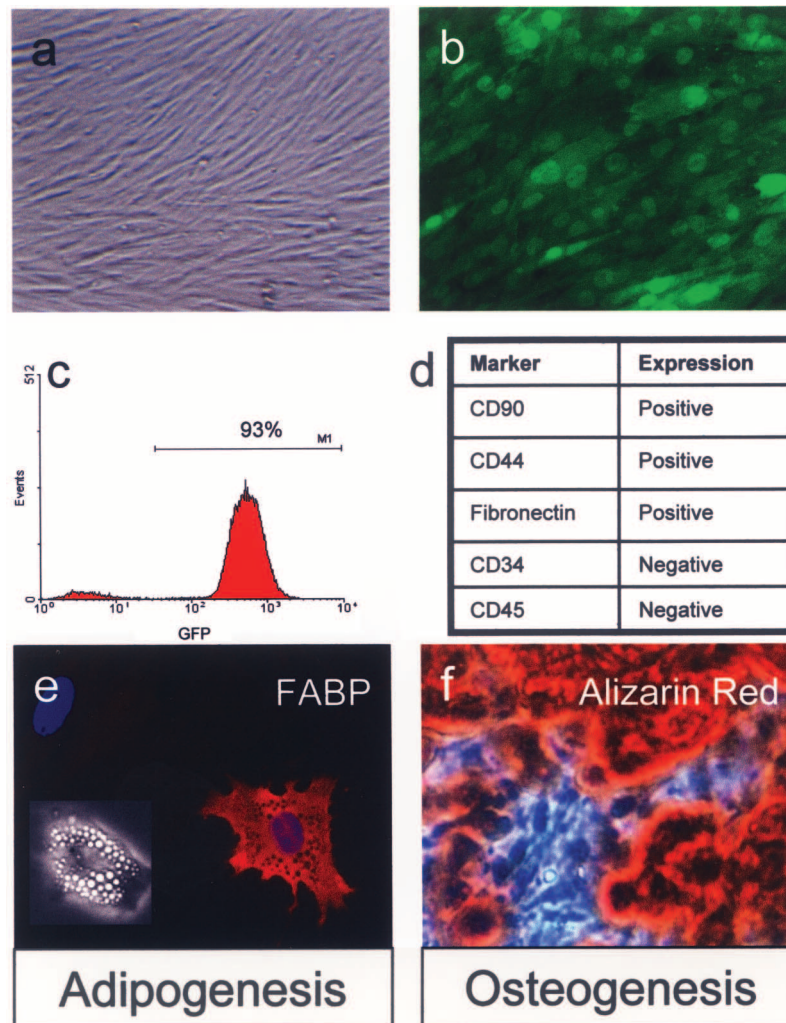 a
b
c
512
Events
0
93%
M1
10⁰ 10¹ 10² 10³ 10⁴
GFP
d
Marker Expression
CD90 Positive
CD44 Positive
Fibronectin Positive
CD34 Negative
CD45 Negative
e
FABP
f
Alizarin Red
Adipogenesis
Osteogenesis